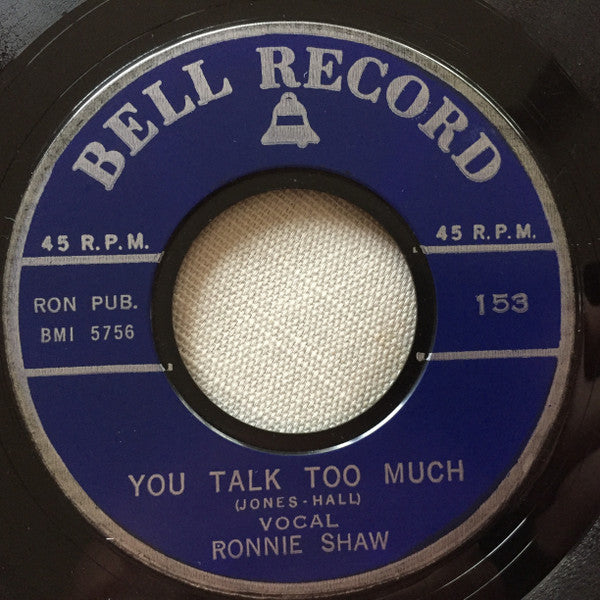 BELL RECORD
45 R.P.M.
45 R.P.M.
RON PUB.
BMI 5756
153
YOU TALK TOO MUCH
(JONES-HALL)
VOCAL
RONNIE SHAW